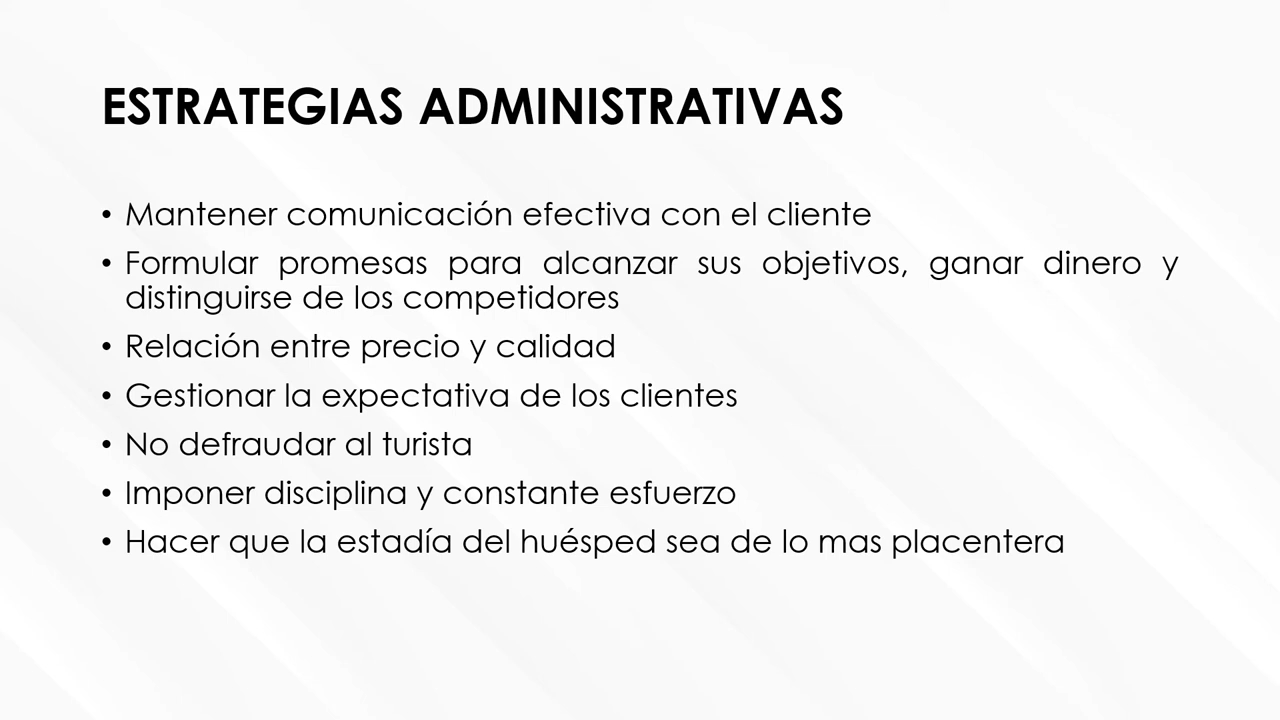 ESTRATEGIAS ADMINISTRATIVAS
• Mantener comunicación efectiva con el cliente
• Formular promesas para alcanzar sus objetivos, ganar dinero y
distinguirse de los competidores
• Relación entre precio y calidad
• Gestionar la expectativa de los clientes
• No defraudar al turista
• Imponer disciplina y constante esfuerzo
• Hacer que la estadía del huésped sea de lo mas placentera